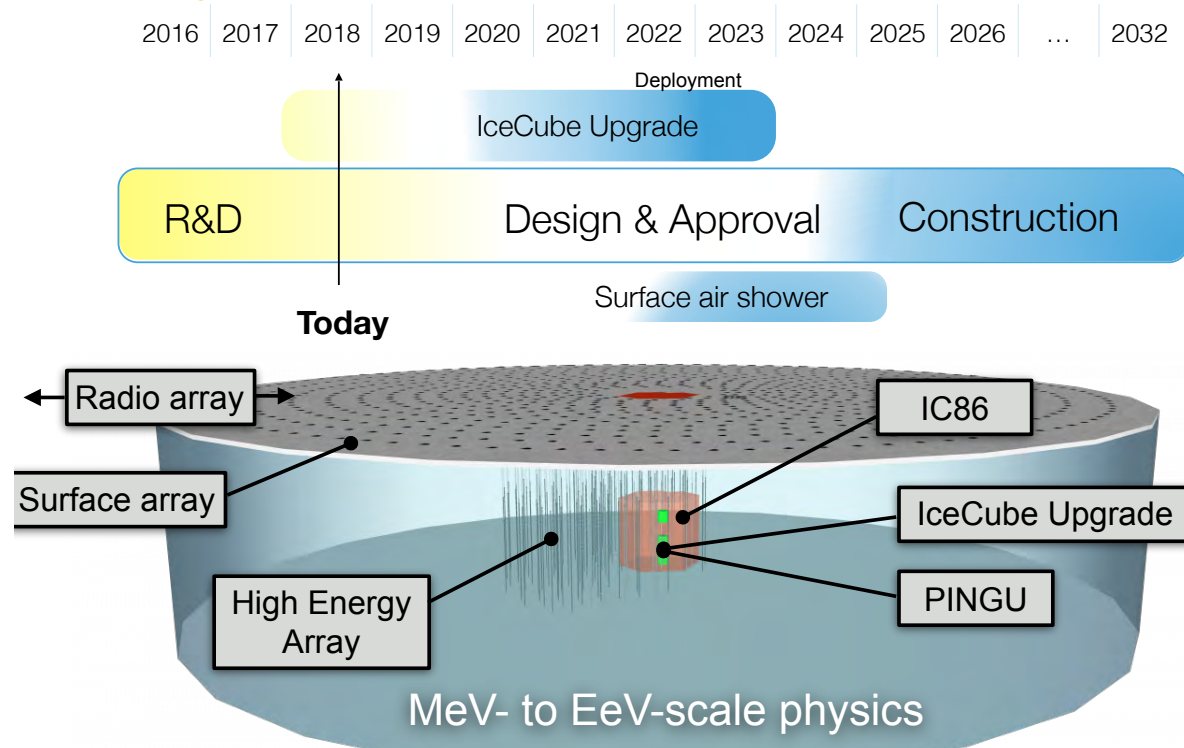 2016 2017 2018 2019 2020 2021 2022 2023 2024 2025 2026 ... 2032
Deployment
IceCube Upgrade
R&D Design & Approval Construction
Surface air shower
Today
Radio array
IC86
Surface array
IceCube Upgrade
High Energy
Array
PINGU
MeV- to EeV-scale physics